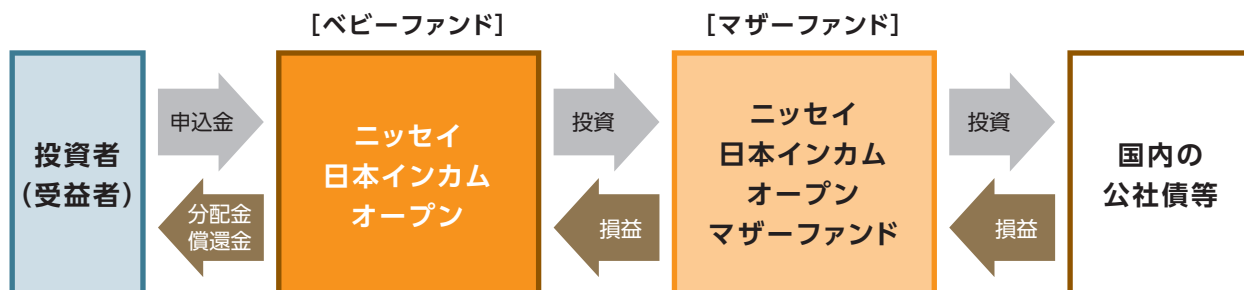 [ベビーファンド]
[マザーファンド]
投資者
(受益者)
申込金
分配金
償還金
ニッセイ
日本インカム
オープン
投資
損益
ニッセイ
日本インカム
オープン
マザーファンド
投資
損益
国内の
公社債等